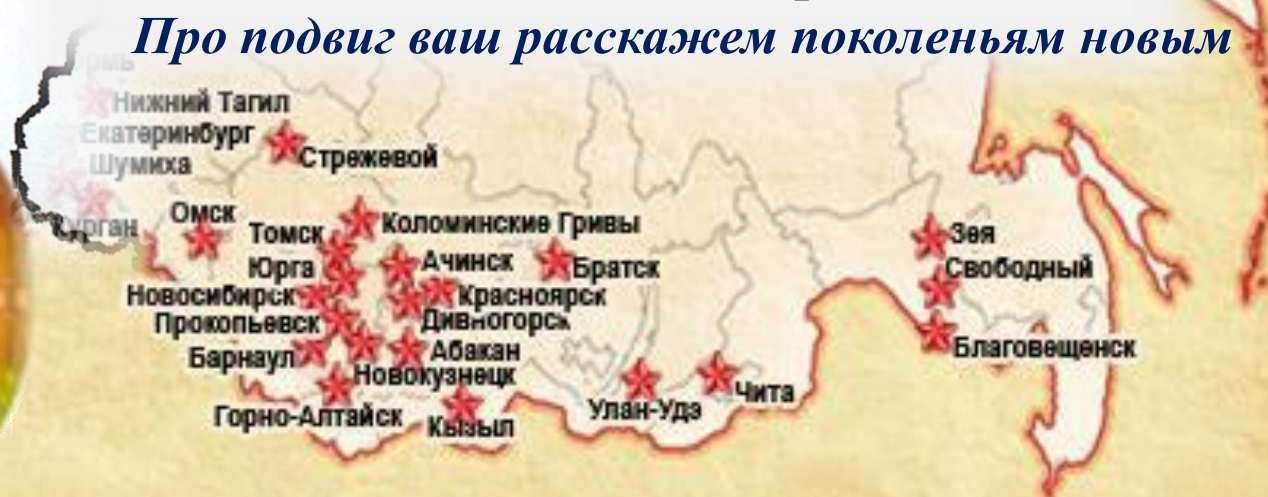 Про подвиг ваш расскажем поколеньям новым
Нижний Тагил
Екатеринбург
Стрежевой
Шумиха
Омск
Томск
Коломинские Гривы
Зея
Юрга
Ачинск
Братск
Свободный
Новосибирск
Красноярск
Прокопьевск
Дивногорск
Барнаул
Абакан
Благовещенск
Новокузнецк
Чита
Горно-Алтайск
Кызыл
Улан-Удэ